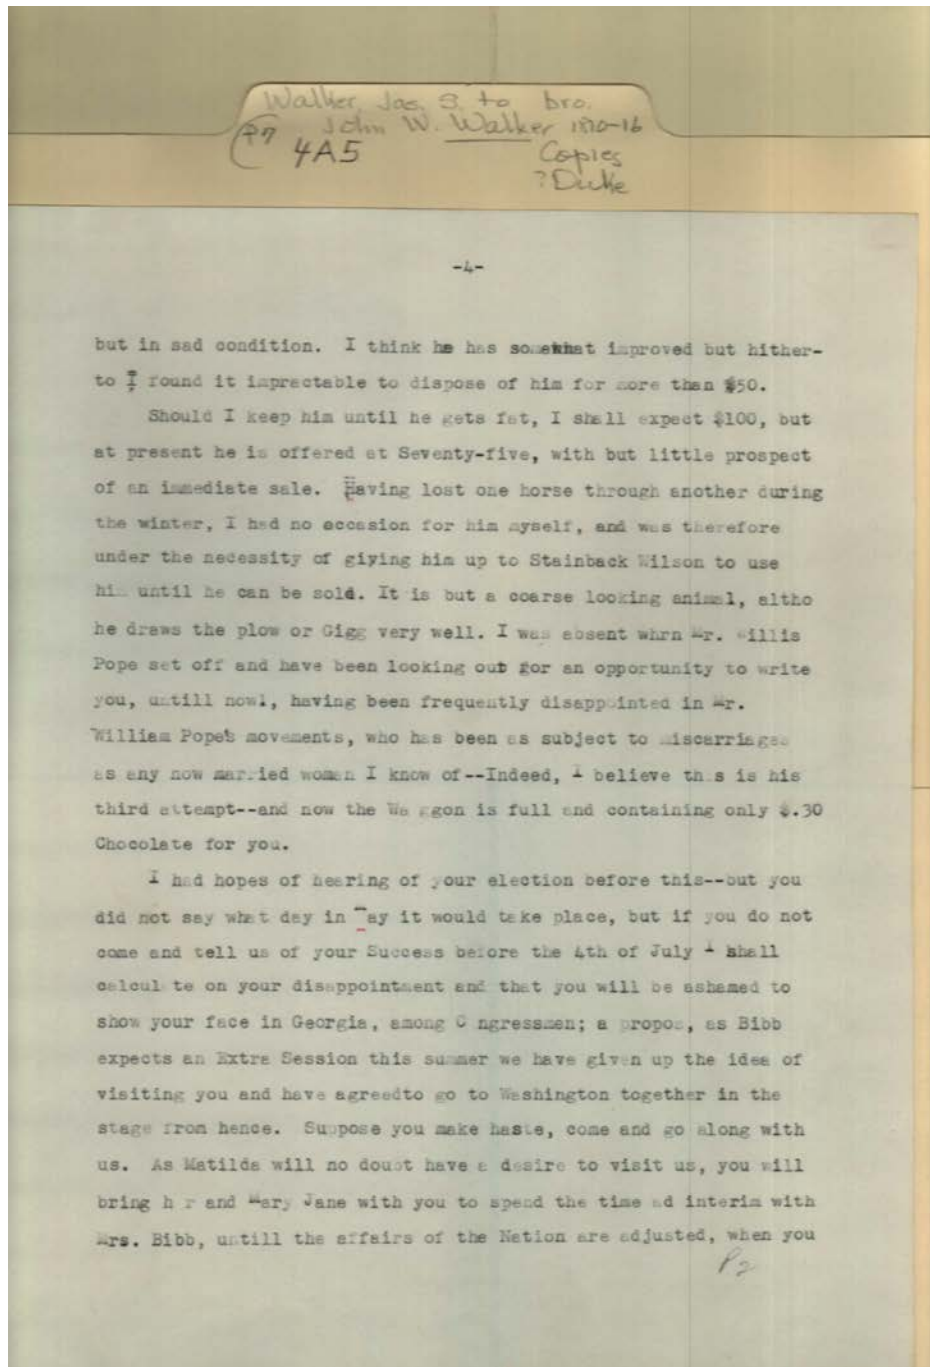 Walker, Jas. S. to bro.
John W. Walker 1810-16
P7 4A5 Copies
? Duke
-4-
but in sad condition. I think he has somewhat improved but hither-
to I found it impractable to dispose of him for more than $50.
Should I keep him until he gets fat, I shall expect $100, but
at present he is offered at Seventy-five, with but little prospect
of an immediate sale. Having lost one horse through another during
the winter, I had no occasion for him myself, and was therefore
under the necessity of giving him up to Stainback Wilson to use
him until he can be sold. It is but a coarse looking animal, altho
he draws the plow or Gigg very well. I was absent whrn Mr. Willis
Pope set off and have been looking out for an opportunity to write
you, untill now, having been frequently disappointed in Mr.
William Pope's movements, who has been as subject to miscarriages
as any now married woman I know of--Indeed, I believe this is his
third attempt--and now the Waggon is full and containing only $.30
Chocolate for you.
I had hopes of hearing of your election before this--but you
did not say what day in May it would take place, but if you do not
come and tell us of your Success before the 4th of July I shall
calculate on your disappointment and that you will be ashamed to
show your face in Georgia, among Congressmen; a propos, as Bibb
expects an Extra Session this summer we have given up the idea of
visiting you and have agreedto go to Washington together in the
stage from hence. Suppose you make haste, come and go along with
us. As Matilda will no doubt have a desire to visit us, you will
bring her and Mary Jane with you to spend the time ad interim with
Mrs. Bibb, untill the affairs of the Nation are adjusted, when you
P2